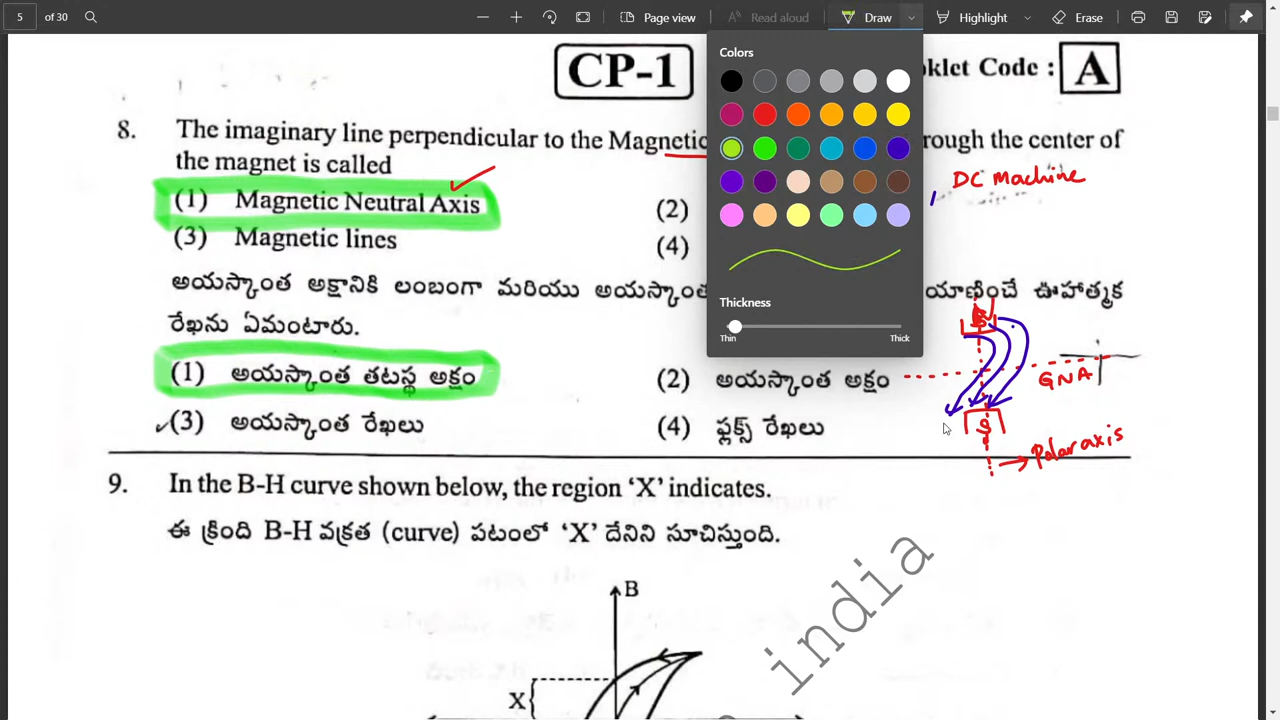 5 of 30
Page view
Read aloud
Draw
Highlight
Erase
CP-1
oklet Code : A
Colors
Thickness
Thin
Thick
8. The imaginary line perpendicular to the Magnetic
rough the center of
the magnet is called
DC Machine
(1) Magnetic Neutral Axis
(2)
(3) Magnetic lines
(4)
అయస్కాంత అక్షానికి లంబంగా మరియు అయస్కాంత
యాణించే ఊహాత్మక
రేఖను ఏమంటారు.
(1) అయస్కాంత తటస్థ అక్షం
(2) అయస్కాంత అక్షం
GNA
(3) అయస్కాంత రేఖలు
(4) ఫ్లక్స్ రేఖలు
S
Polar axis
9. In the B-H curve shown below, the region ‘X’ indicates.
ఈ క్రింది B-H వక్రత (curve) పటంలో ‘X’ దేనిని సూచిస్తుంది.
india
B
X